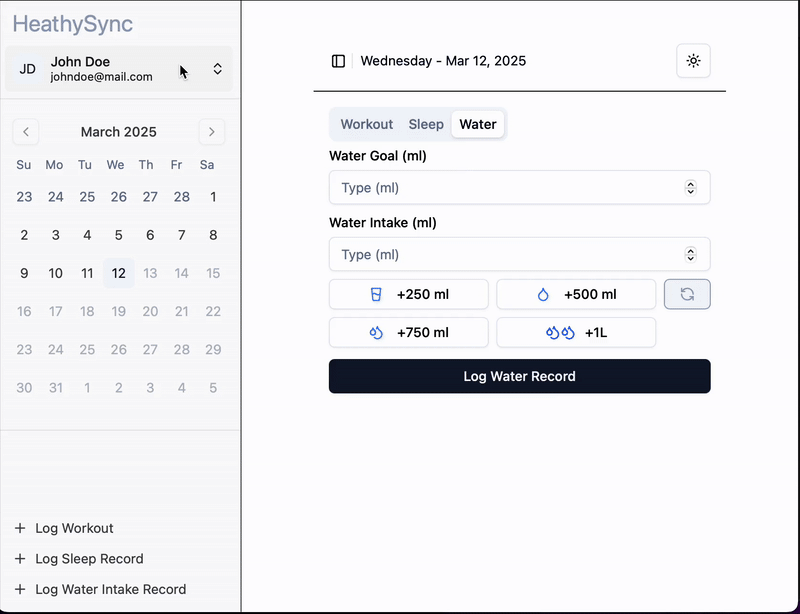 HeathySync
JD
John Doe
johndoe@mail.com
March 2025
Su Mo Tu We Th Fr Sa
23 24 25 26 27 28 1
2 3 4 5 6 7 8
9 10 11 12 13 14 15
16 17 18 19 20 21 22
23 24 25 26 27 28 29
30 31 1 2 3 4 5
+ Log Workout
+ Log Sleep Record
+ Log Water Intake Record
Wednesday - Mar 12, 2025
Workout Sleep Water
Water Goal (ml)
Type (ml)
Water Intake (ml)
Type (ml)
+250 ml +500 ml
+750 ml +1L
Log Water Record